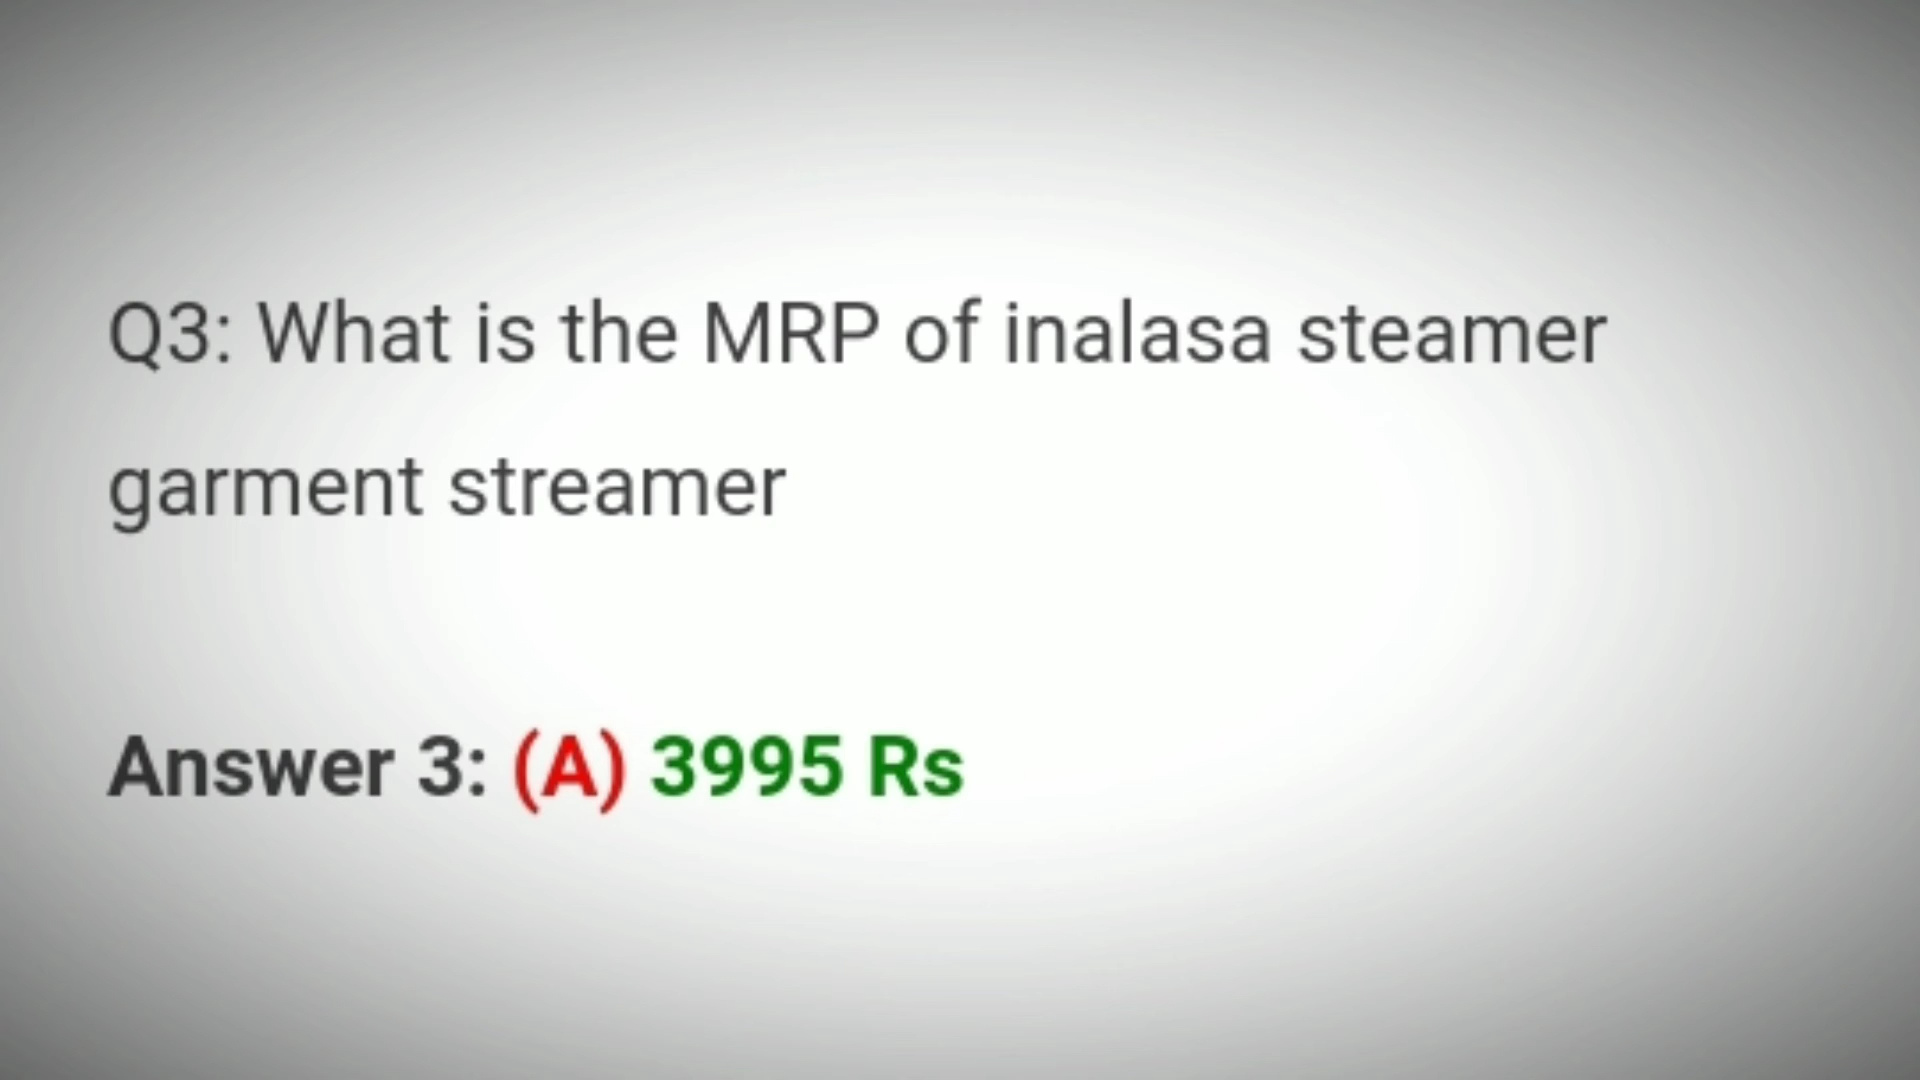 Q3: What is the MRP of inalasa steamer
garment streamer
Answer 3: (A) 3995 Rs